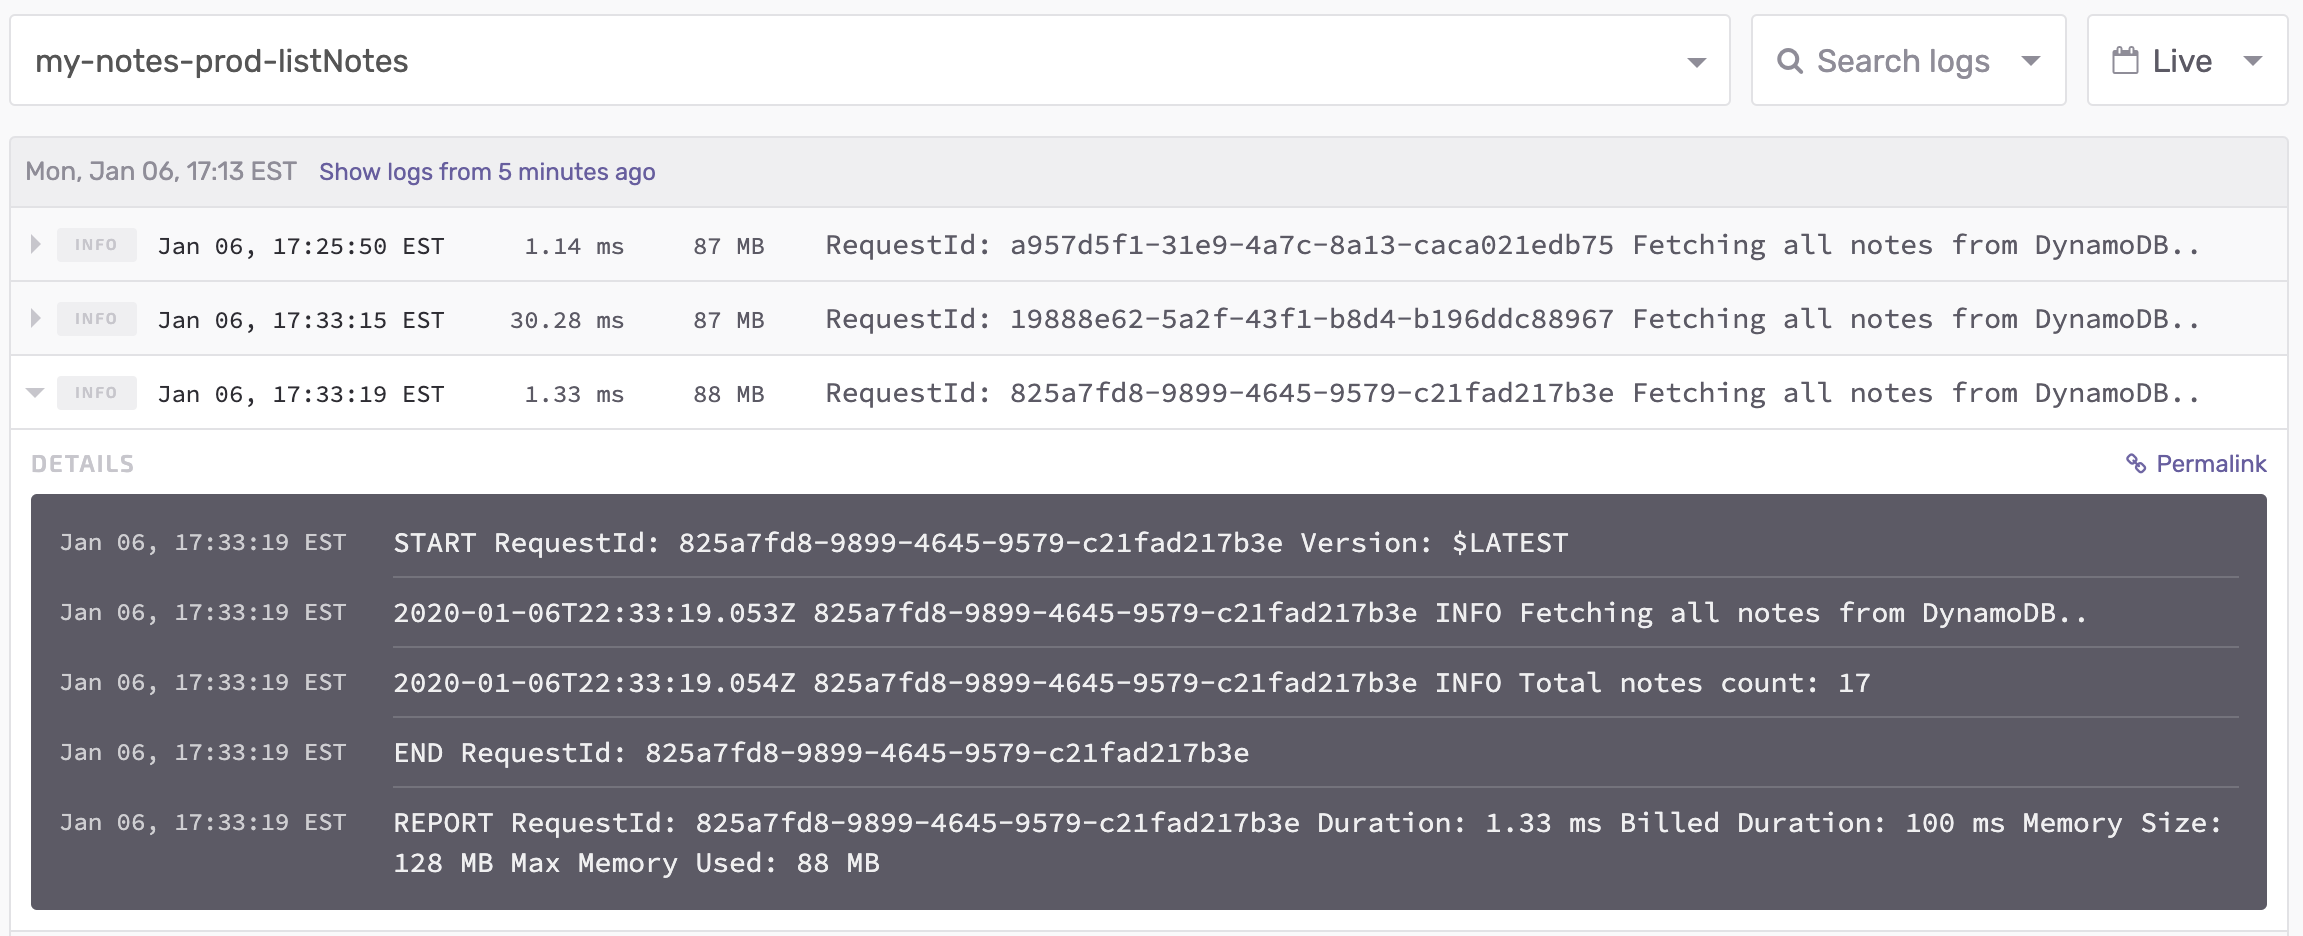 my-notes-prod-listNotes
Search logs
Live
Mon, Jan 06, 17:13 EST Show logs from 5 minutes ago
INFO Jan 06, 17:25:50 EST 1.14 ms 87 MB RequestId: a957d5f1-31e9-4a7c-8a13-caca021edb75 Fetching all notes from DynamoDB..
INFO Jan 06, 17:33:15 EST 30.28 ms 87 MB RequestId: 19888e62-5a2f-43f1-b8d4-b196ddc88967 Fetching all notes from DynamoDB..
INFO Jan 06, 17:33:19 EST 1.33 ms 88 MB RequestId: 825a7fd8-9899-4645-9579-c21fad217b3e Fetching all notes from DynamoDB..
DETAILS
Permalink
Jan 06, 17:33:19 EST START RequestId: 825a7fd8-9899-4645-9579-c21fad217b3e Version: $LATEST
Jan 06, 17:33:19 EST 2020-01-06T22:33:19.053Z 825a7fd8-9899-4645-9579-c21fad217b3e INFO Fetching all notes from DynamoDB..
Jan 06, 17:33:19 EST 2020-01-06T22:33:19.054Z 825a7fd8-9899-4645-9579-c21fad217b3e INFO Total notes count: 17
Jan 06, 17:33:19 EST END RequestId: 825a7fd8-9899-4645-9579-c21fad217b3e
Jan 06, 17:33:19 EST REPORT RequestId: 825a7fd8-9899-4645-9579-c21fad217b3e Duration: 1.33 ms Billed Duration: 100 ms Memory Size:
128 MB Max Memory Used: 88 MB